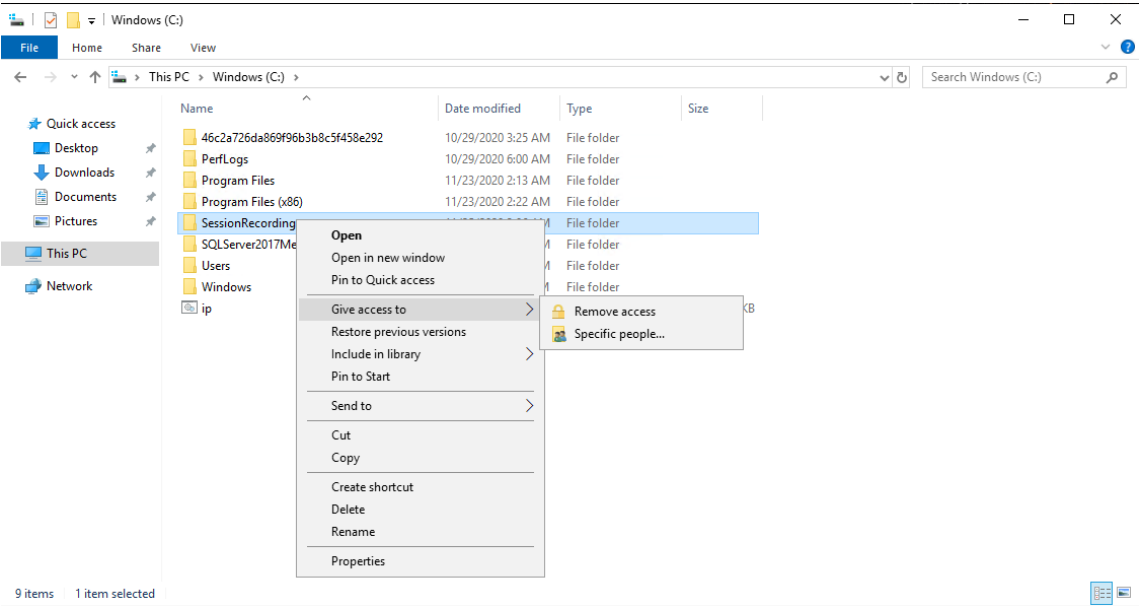 Windows (C:)
File Home Share View
This PC > Windows (C:) >
Search Windows (C:)
Name Date modified Type Size
Quick access
Desktop
Downloads
Documents
Pictures
This PC
Network
46c2a726da869f96b3b8c5f458e292 10/29/2020 3:25 AM File folder
PerfLogs 10/29/2020 6:00 AM File folder
Program Files 11/23/2020 2:13 AM File folder
Program Files (x86) 11/23/2020 2:22 AM File folder
SessionRecording File folder
SQLServer2017Me File folder
Users File folder
Windows File folder
ip KB
Open
Open in new window
Pin to Quick access
Give access to
Restore previous versions
Include in library
Pin to Start
Send to
Cut
Copy
Create shortcut
Delete
Rename
Properties
Remove access
Specific people...
9 items 1 item selected